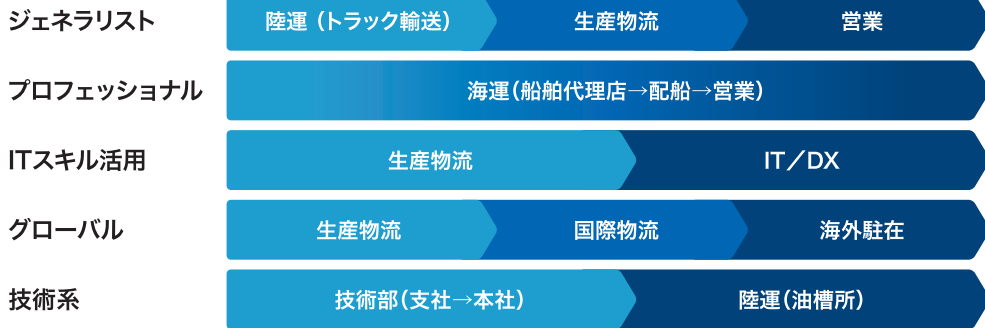 ジェネラリスト 陸運（トラック輸送） 生産物流 営業
プロフェッショナル 海運（船舶代理店→配船→営業）
ITスキル活用 生産物流 IT／DX
グローバル 生産物流 国際物流 海外駐在
技術系 技術部（支社→本社） 陸運（油槽所）